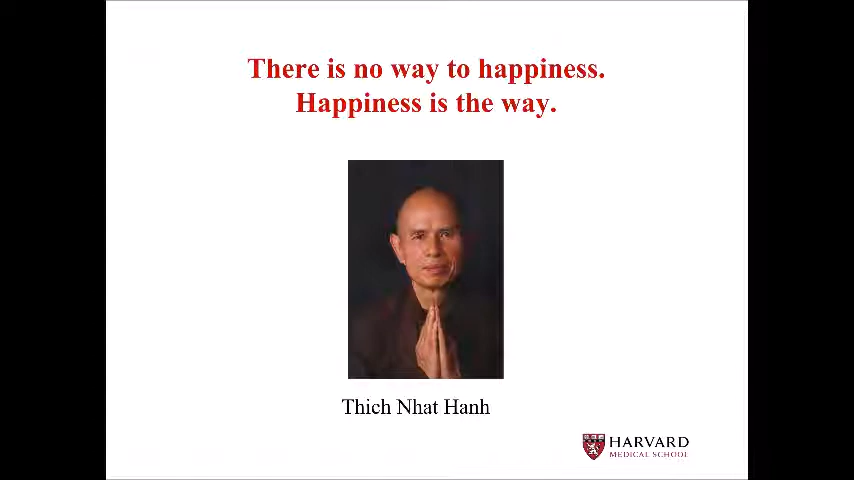 There is no way to happiness.
Happiness is the way.
Thich Nhat Hanh
HARVARD
MEDICAL SCHOOL